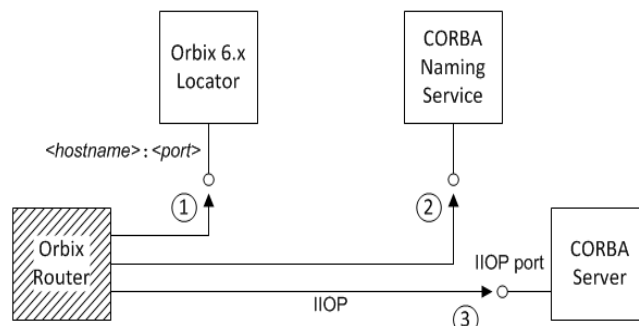 Orbix 6.x
Locator
CORBA
Naming
Service
<hostname>:<port>
1
2
Orbix
Router
IIOP port
CORBA
Server
IIOP
3